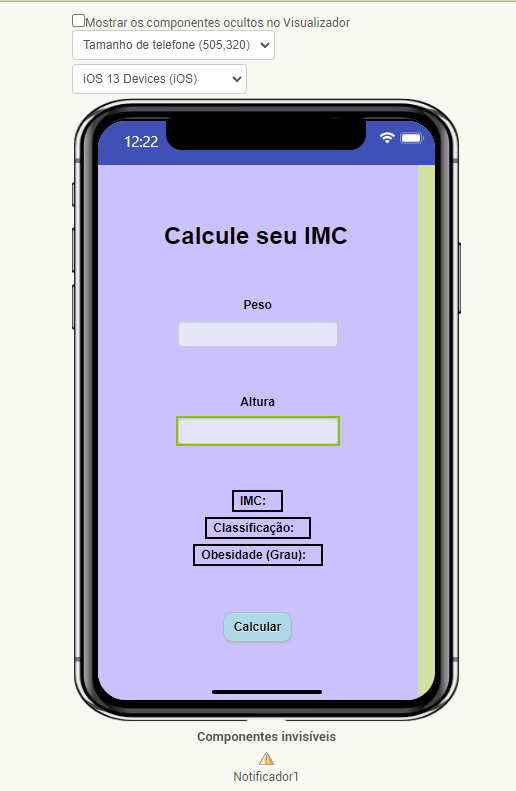 Mostrar os componentes ocultos no Visualizador
Tamanho de telefone (505,320)
iOS 13 Devices (iOS)
12:22
Calcule seu IMC
Peso
Altura
IMC:
Classificação:
Obesidade (Grau):
Calcular
Componentes invisíveis
Notificador1